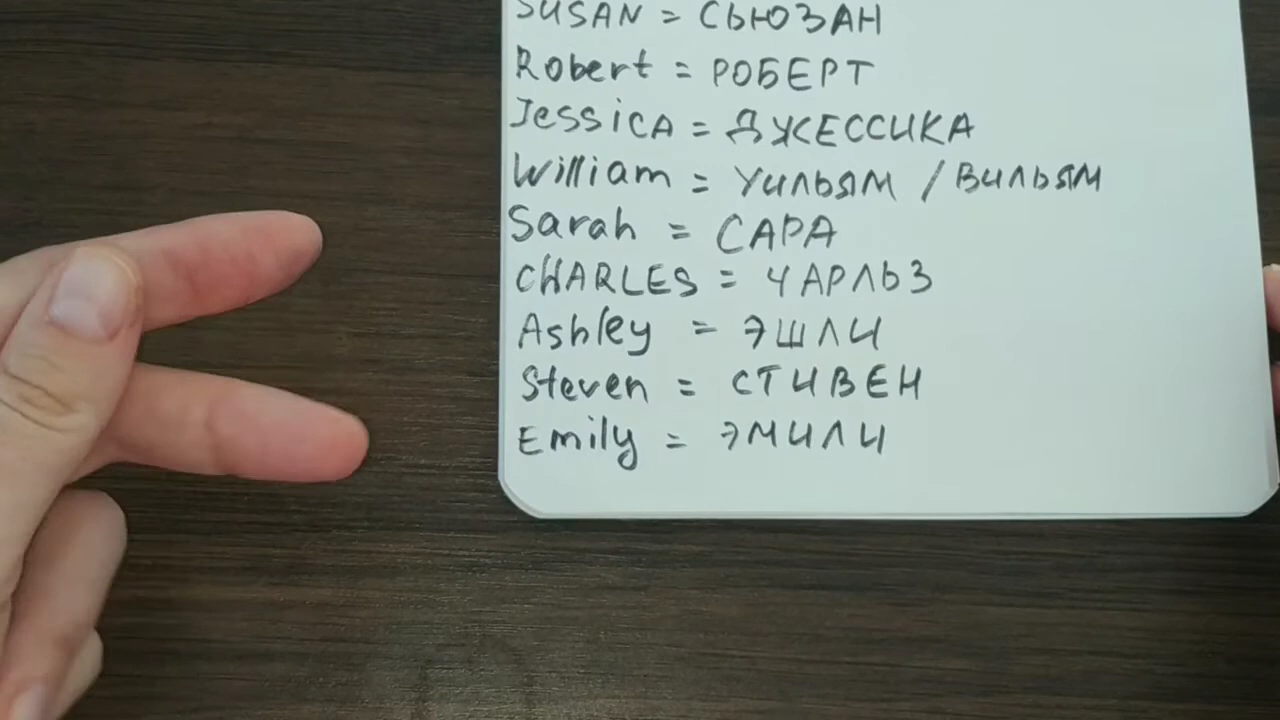 SUSAN = СЬЮЗАН
Robert = РОБЕРТ
JessicA = ДЖЕССИКА
William = УИЛЬЯМ / ВИЛЬЯМ
Sarah = САРА
CHARLES = ЧАРЛЬЗ
Ashley = ЭШЛИ
Steven = СТИВЕН
Emily = ЭМИЛИ